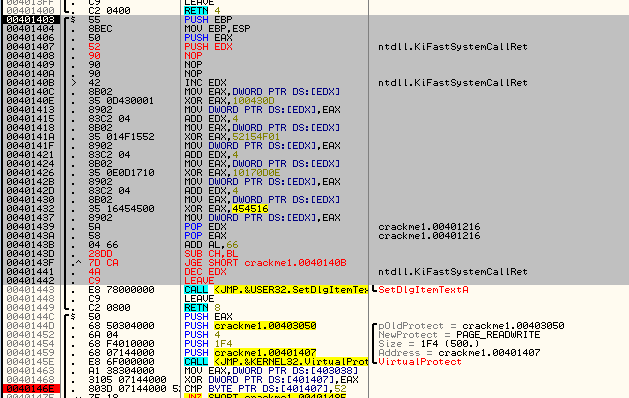 004013FF . C9 LEAVE
00401400 . C2 0400 RETN 4
00401403 $ 55 PUSH EBP
00401404 . 8BEC MOV EBP,ESP
00401406 . 50 PUSH EAX
00401407 . 52 PUSH EDX ntdll.KiFastSystemCallRet
00401408 . 90 NOP
00401409 . 90 NOP
0040140A . 90 NOP
0040140B > 42 INC EDX ntdll.KiFastSystemCallRet
0040140C . 8B02 MOV EAX,DWORD PTR DS:[EDX]
0040140E . 35 0D430001 XOR EAX,100430D
00401413 . 8902 MOV DWORD PTR DS:[EDX],EAX
00401415 . 83C2 04 ADD EDX,4
00401418 . 8B02 MOV EAX,DWORD PTR DS:[EDX]
0040141A . 35 014F1552 XOR EAX,52154F01
0040141F . 8902 MOV DWORD PTR DS:[EDX],EAX
00401421 . 83C2 04 ADD EDX,4
00401424 . 8B02 MOV EAX,DWORD PTR DS:[EDX]
00401426 . 35 0E0D1710 XOR EAX,10170D0E
0040142B . 8902 MOV DWORD PTR DS:[EDX],EAX
0040142D . 83C2 04 ADD EDX,4
00401430 . 8B02 MOV EAX,DWORD PTR DS:[EDX]
00401432 . 35 16454500 XOR EAX,454516
00401437 . 8902 MOV DWORD PTR DS:[EDX],EAX
00401439 . 5A POP EDX crackme1.00401216
0040143A . 58 POP EAX crackme1.00401216
0040143B . 04 66 ADD AL,66
0040143D . 28DD SUB CH,BL
0040143F .^ 7D CA JGE SHORT crackme1.0040140B
00401441 . 4A DEC EDX ntdll.KiFastSystemCallRet
00401442 . C9 LEAVE
00401443 . E8 78000000 CALL <JMP.&USER32.SetDlgItemTex SetDlgItemTextA
00401448 . C9 LEAVE
00401449 . C2 0800 RETN 8
0040144C $ 50 PUSH EAX
0040144D . 68 50304000 PUSH crackme1.00403050 pOldProtect = crackme1.00403050
00401452 . 6A 04 PUSH 4 NewProtect = PAGE_READWRITE
00401454 . 68 F4010000 PUSH 1F4 Size = 1F4 (500.)
00401459 . 68 07144000 PUSH crackme1.00401407 Address = crackme1.00401407
0040145E . E8 6F000000 CALL <JMP.&KERNEL32.VirtualProt VirtualProtect
00401463 . A1 38304000 MOV EAX,DWORD PTR DS:[403038]
00401468 . 3105 07144000 XOR DWORD PTR DS:[401407],EAX
0040146E . 803D 07144000 52 CMP BYTE PTR DS:[401407],52